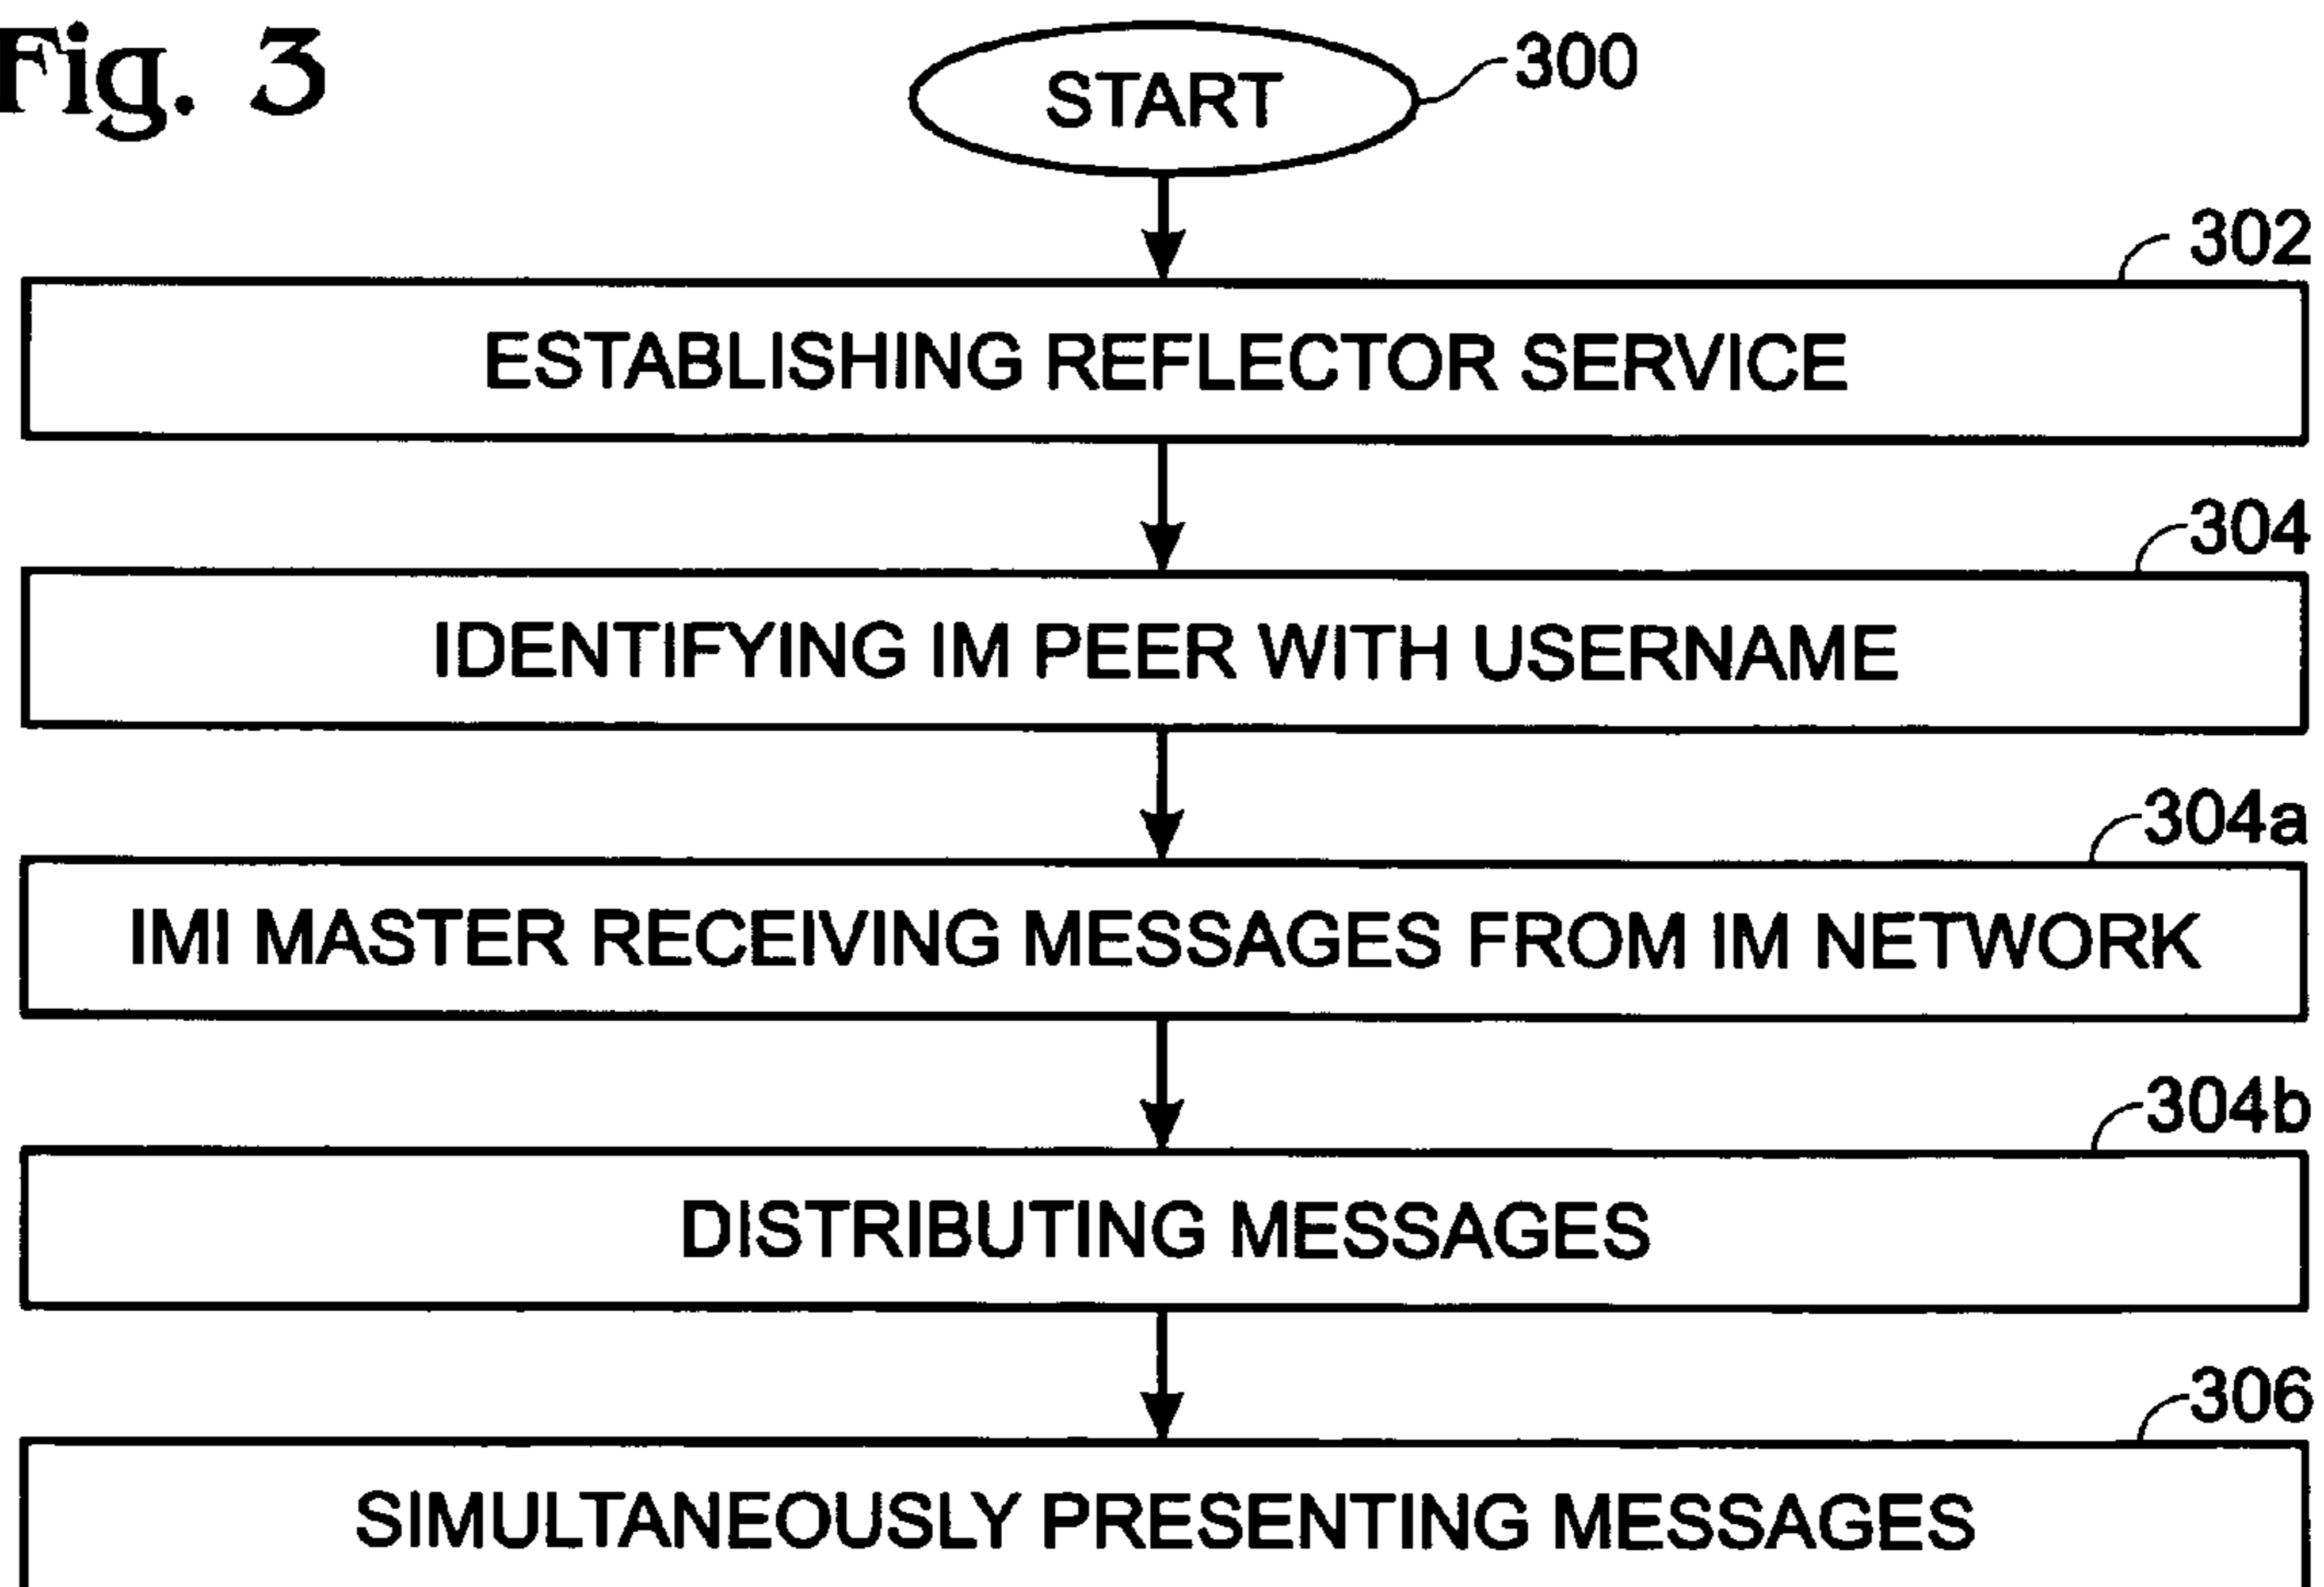 Fig. 3
START
300
302
ESTABLISHING REFLECTOR SERVICE
304
IDENTIFYING IM PEER WITH USERNAME
304a
IMI MASTER RECEIVING MESSAGES FROM IM NETWORK
304b
DISTRIBUTING MESSAGES
306
SIMULTANEOUSLY PRESENTING MESSAGES